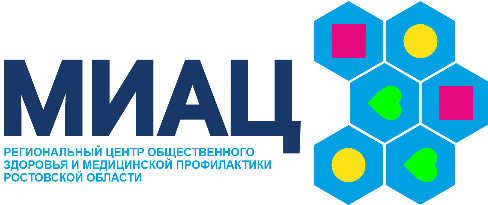 МИАЦ
РЕГИОНАЛЬНЫЙ ЦЕНТР ОБЩЕСТВЕННОГО
ЗДОРОВЬЯ И МЕДИЦИНСКОЙ ПРОФИЛАКТИКИ
РОСТОВСКОЙ ОБЛАСТИ